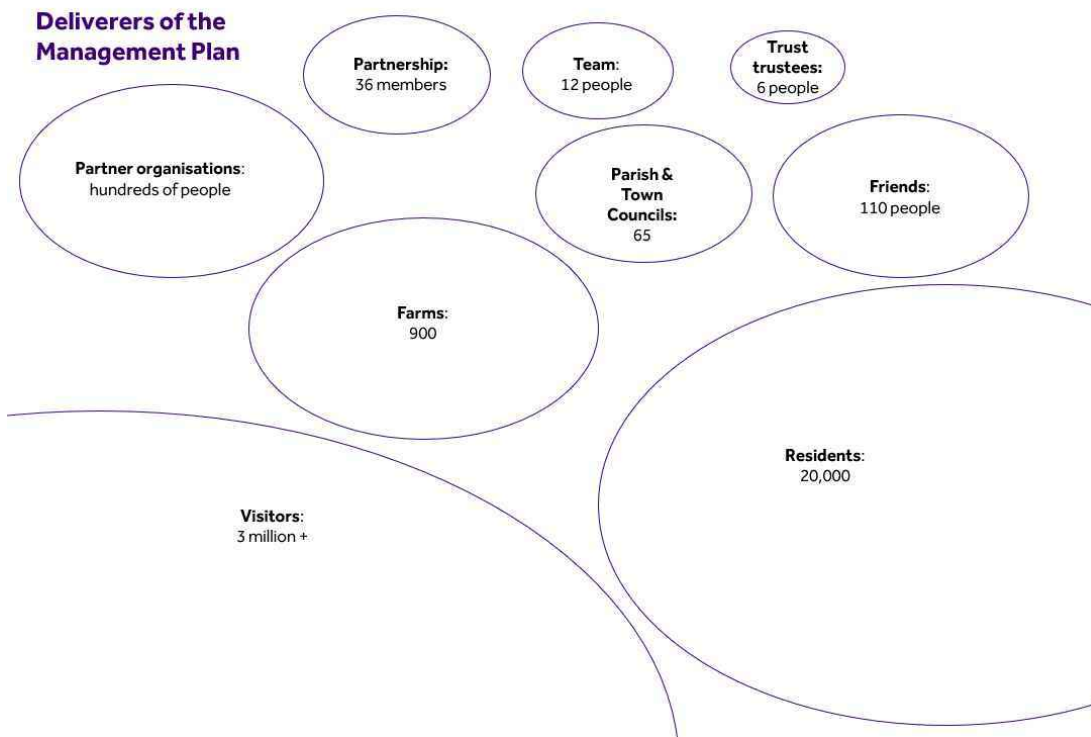 Deliverers of the
Management Plan
Partnership:
36 members
Team:
12 people
Trust
trustees:
6 people
Partner organisations:
hundreds of people
Parish &
Town
Councils:
65
Friends:
110 people
Farms:
900
Residents:
20,000
Visitors:
3 million +